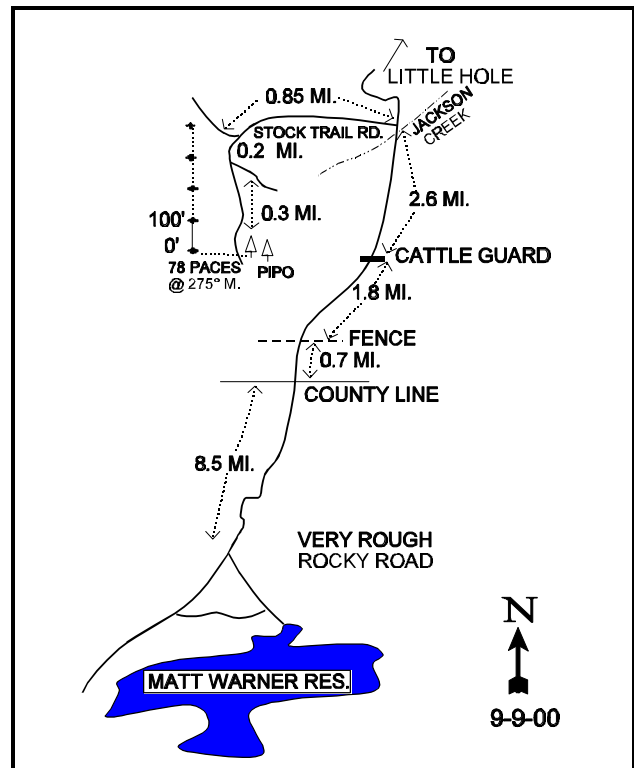 TO
LITTLE HOLE
0.85 MI.
JACKSON
CREEK
STOCK TRAIL RD.
0.2 MI.
2.6 MI.
0.3 MI.
100'
0'
CATTLE GUARD
78 PACES
@ 275° M.
PIPO
1.8 MI.
FENCE
0.7 MI.
COUNTY LINE
8.5 MI.
VERY ROUGH
ROCKY ROAD
N
MATT WARNER RES.
9-9-00